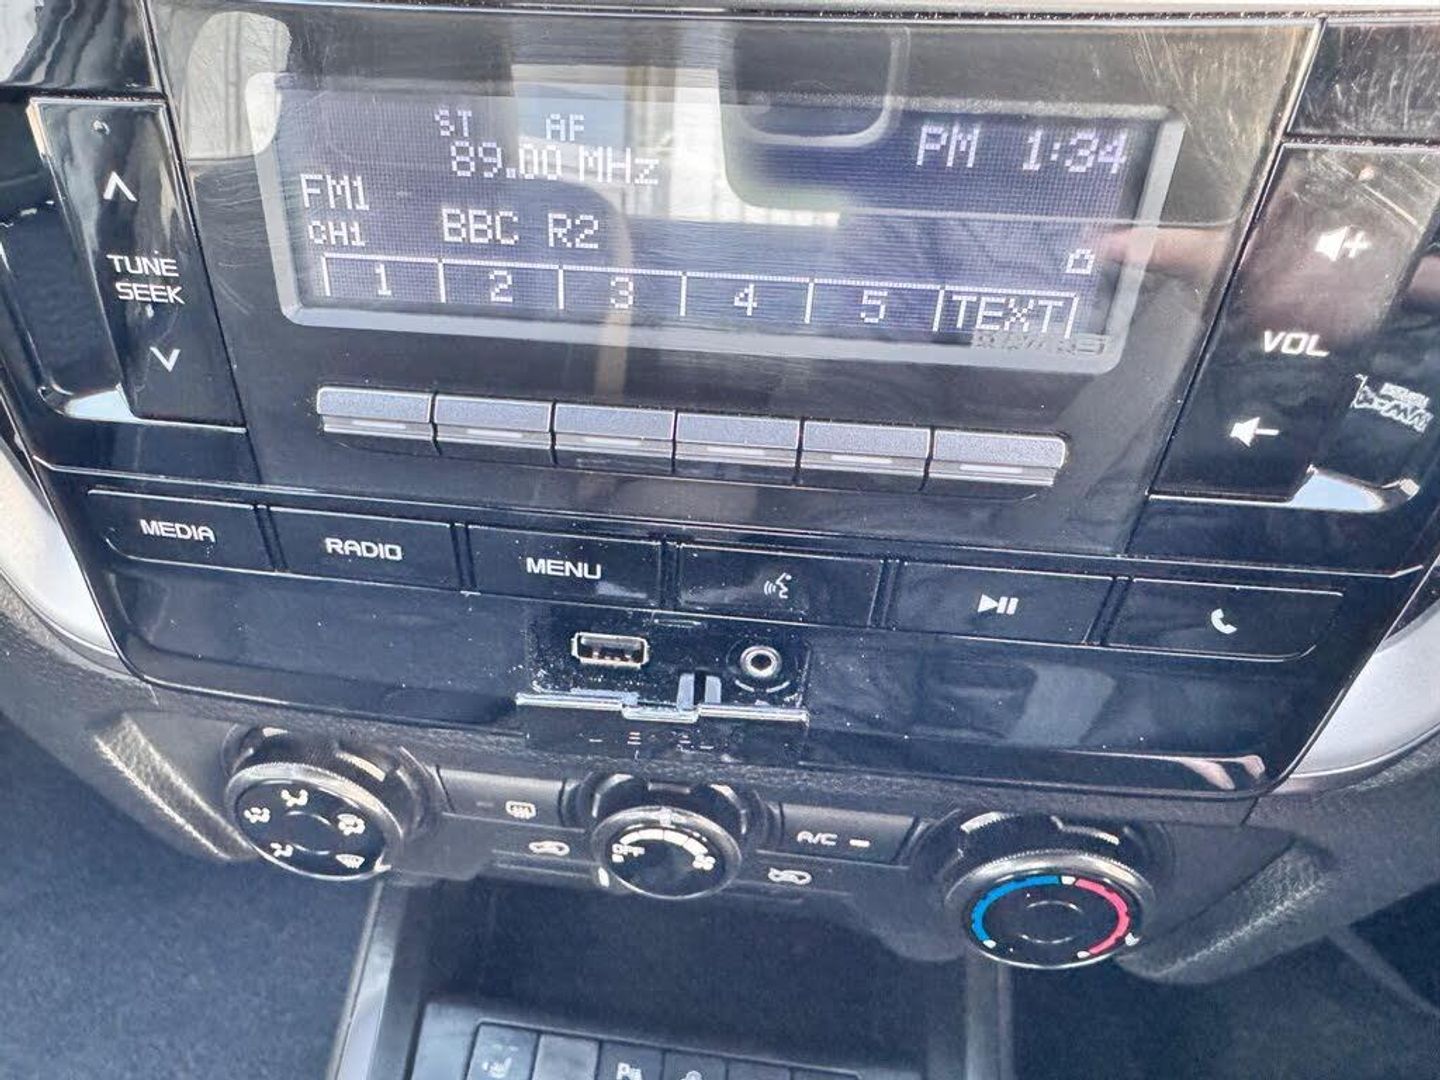 ST AF
89.00 MHz
PM 1:34
FM1
CH1
BBC R2
1 2 3 4 5 TEXT
TUNE
SEEK
VOL
MEDIA RADIO MENU
OFF
A/C
P